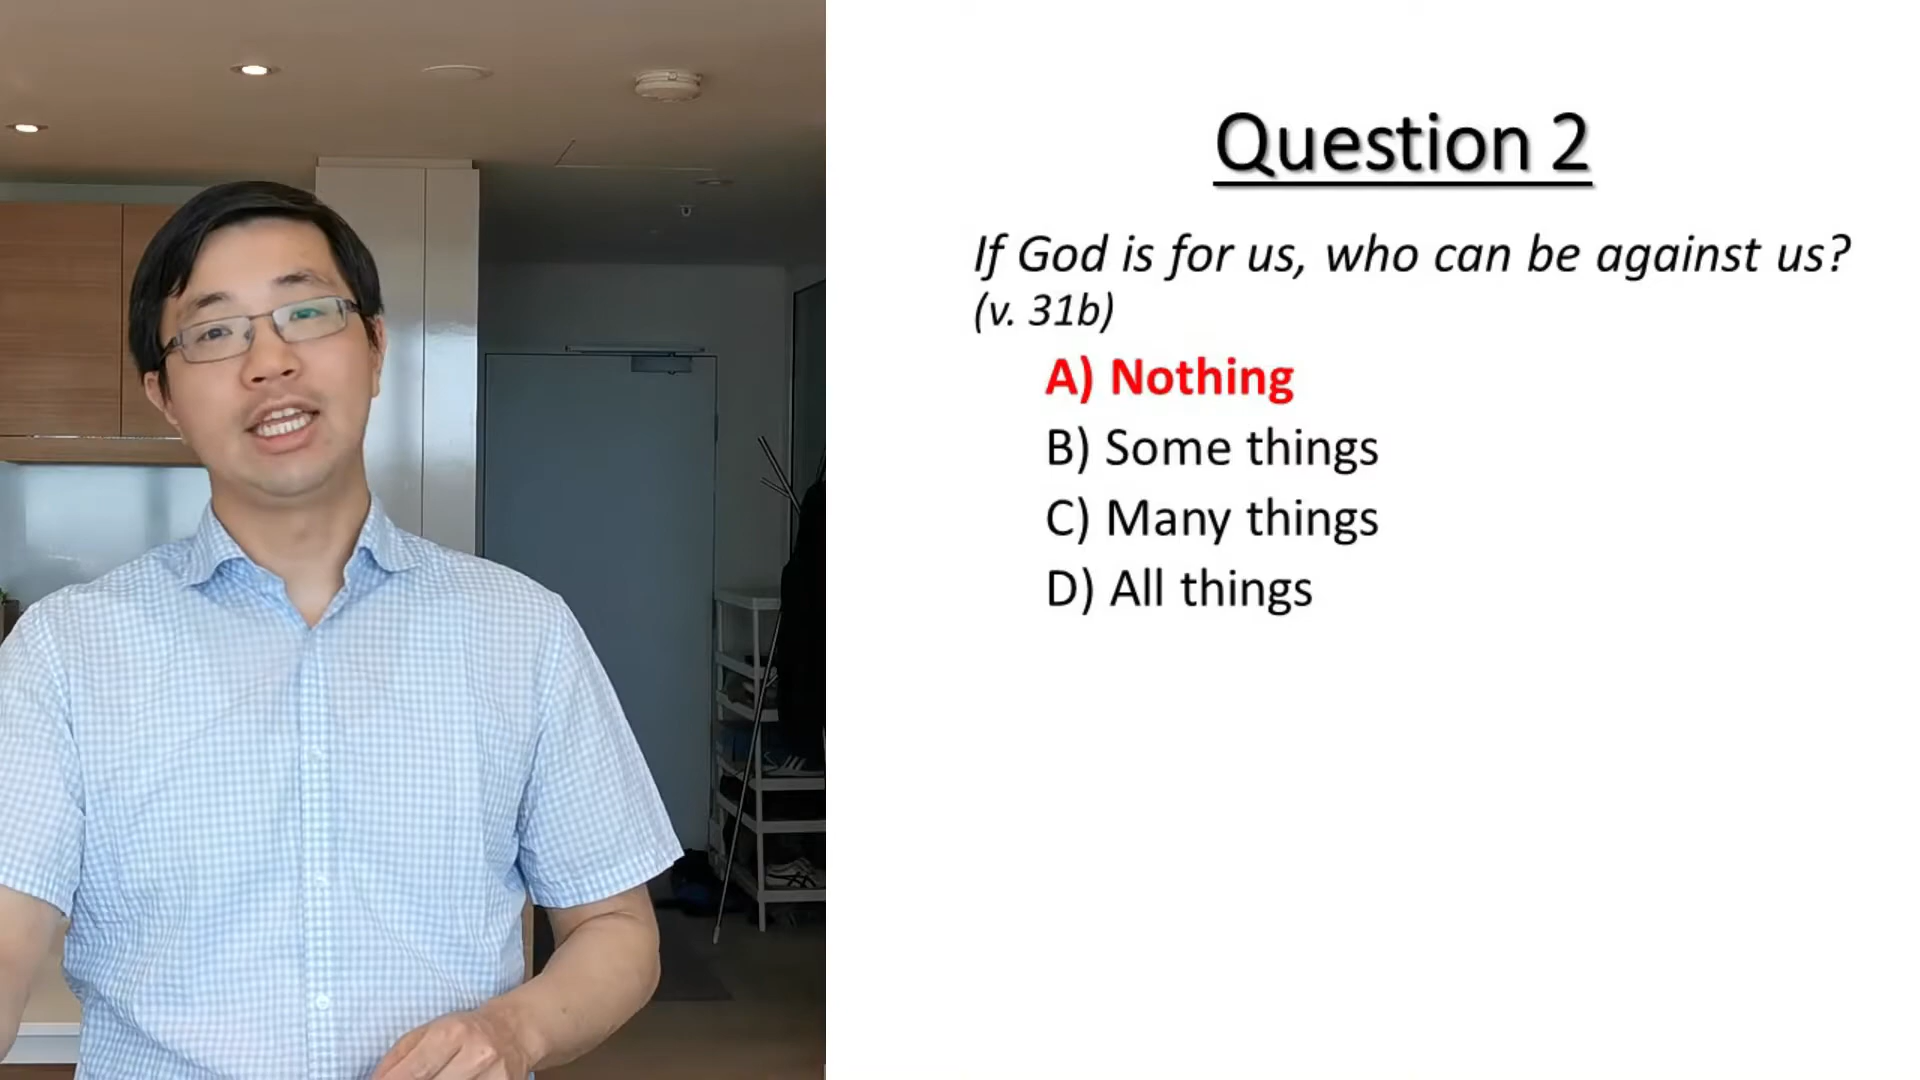 Question 2
If God is for us, who can be against us?
(v. 31b)
A) Nothing
B) Some things
C) Many things
D) All things